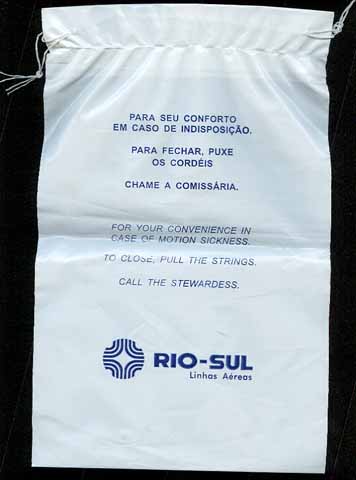 PARA SEU CONFORTO
EM CASO DE INDISPOSIÇÃO.
PARA FECHAR, PUXE
OS CORDÉIS
CHAME A COMISSÁRIA.
FOR YOUR CONVENIENCE IN
CASE OF MOTION SICKNESS.
TO CLOSE, PULL THE STRINGS.
CALL THE STEWARDESS.
RIO-SUL
Linhas Aéreas